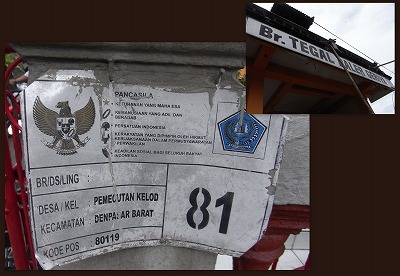 Br. TEGAL
PANCASILA
KETUHANAN YANG MAHA ESA
KEMANUSIAAN YANG ADIL DAN
BERADAB
PERSATUAN INDONESIA
KERAKYATAN YANG DIPIMPIN OLEH HIKMAT
KEBIJAKSANAAN DALAM PERMUSYAWARATAN
/ PERWAKILAN
KEADILAN SOSIAL BAGI SELURUH RAKYAT
INDONESIA
BR/DS/LING :
DESA / KEL : PEMECUTAN KELOD
KECAMATAN : DENPASAR BARAT
KODE POS : 80119
81